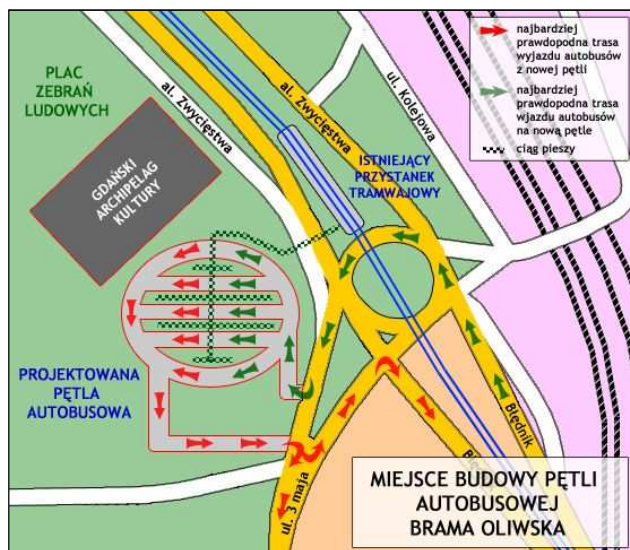 najbardziej
prawdopodna trasa
wyjazdu autobusów
z nowej pętli
najbardziej
prawdopodna trasa
wjazdu autobusów
na nową pętle
ciąg pieszy
PLAC
ZEBRAŃ
LUDOWYCH
al. Zwycięstwa
al. Zwycięstwa
ul. Kolejowa
GDAŃSKI
ARCHIPELAG
KULTURY
ISTNIEJĄCY
PRZYSTANEK
TRAMWAJOWY
PROJEKTOWANA
PĘTLA
AUTOBUSOWA
Błędnik
ul. 3 maja
MIEJSCE BUDOWY PĘTLI
AUTOBUSOWEJ
BRAMA OLIWSKA